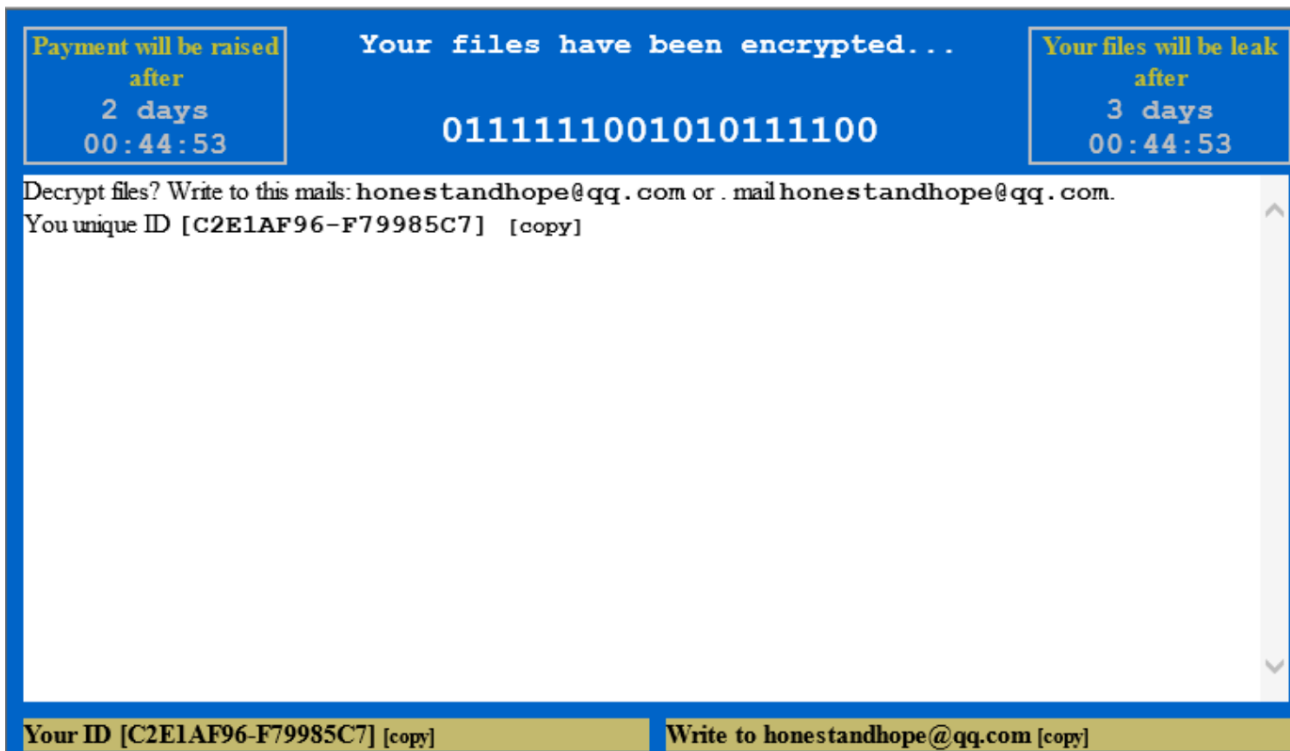 Payment will be raised
after
2 days
00:44:53
Your files have been encrypted...
0111111001010111100
Your files will be leak
after
3 days
00:44:53
Decrypt files? Write to this mails: honestandhope@qq.com or . mail honestandhope@qq.com.
You unique ID [C2E1AF96-F79985C7] [copy]
Your ID [C2E1AF96-F79985C7] [copy]
Write to honestandhope@qq.com [copy]